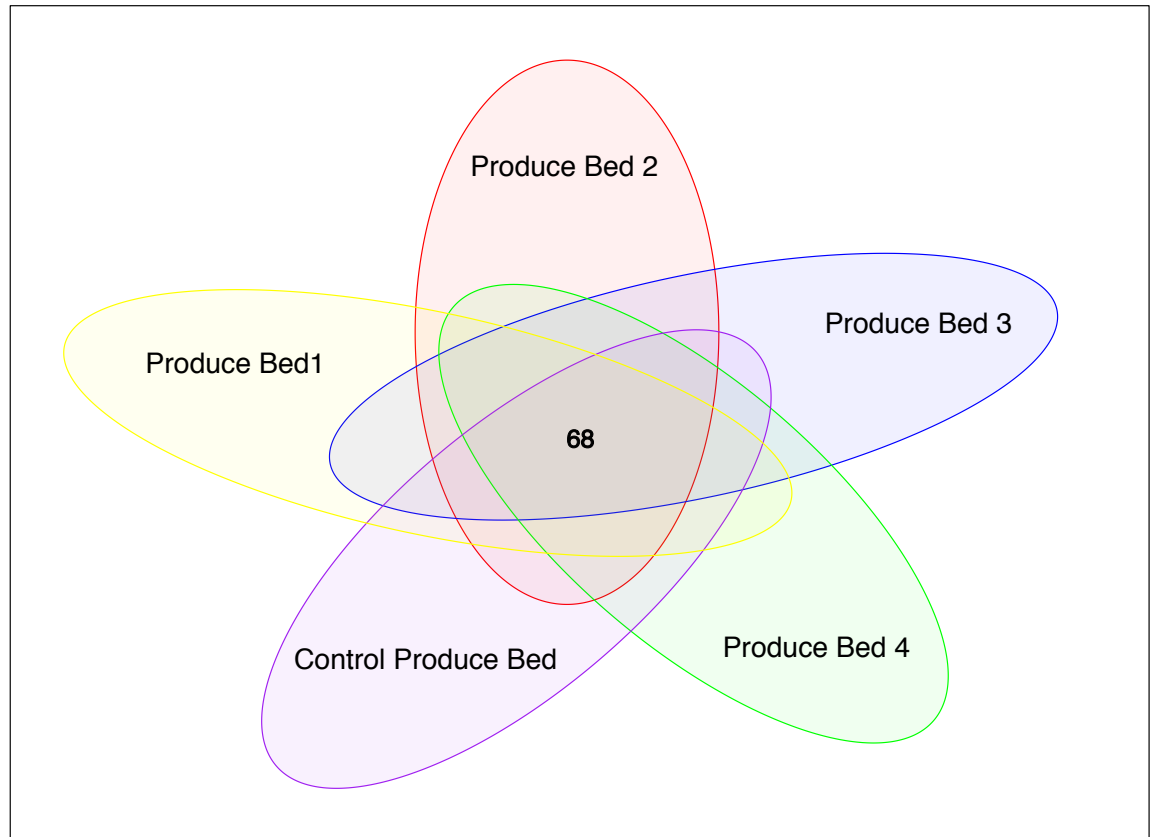 Produce Bed 2
Produce Bed 3
Produce Bed1
68
Produce Bed 4
Control Produce Bed